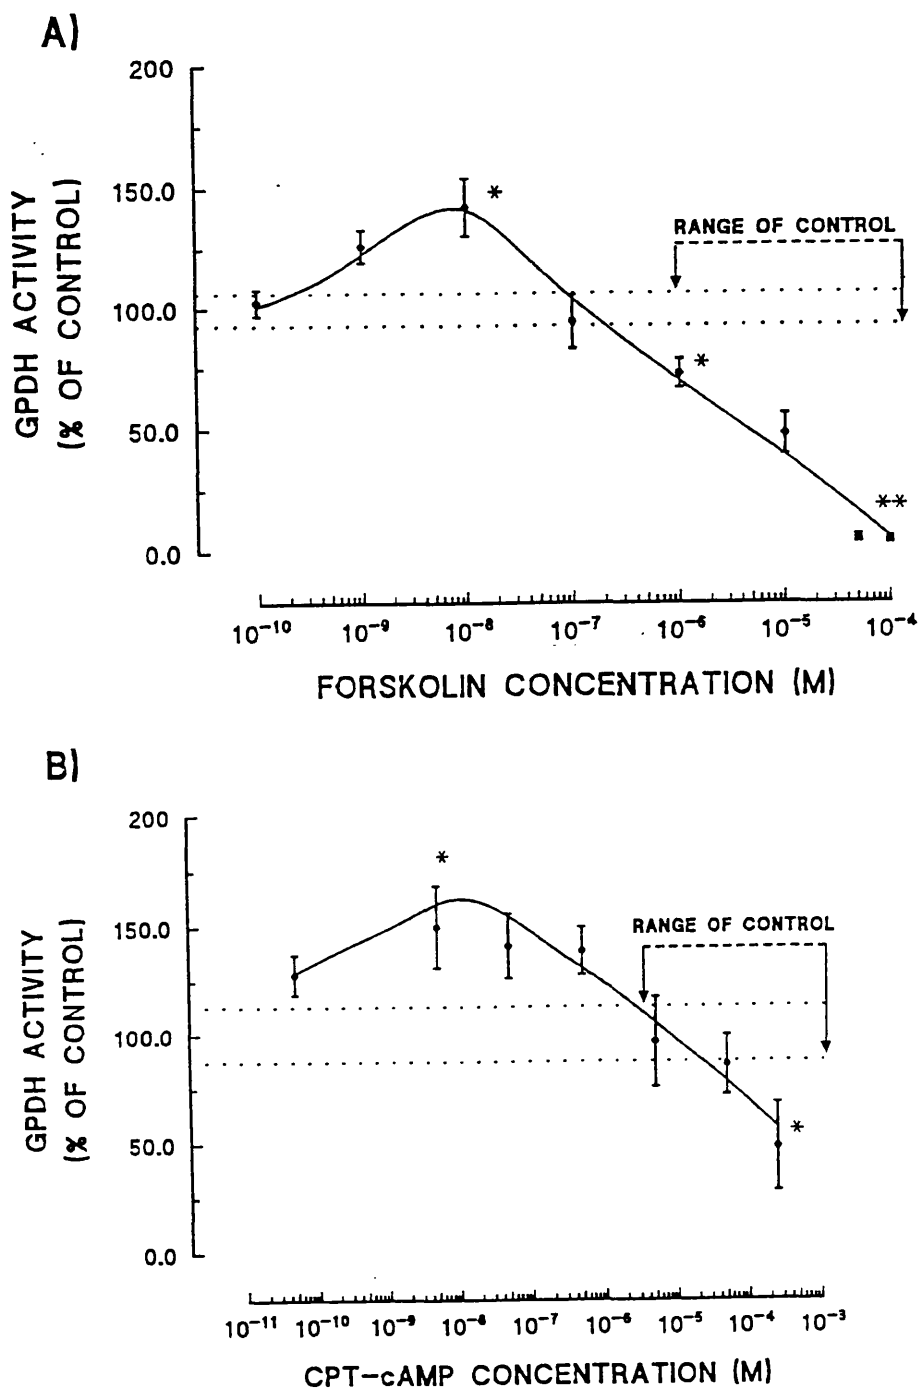 A)
200
150.0
100.0
50.0
0.0
GPDH ACTIVITY
(% OF CONTROL)
*
RANGE OF CONTROL
*
**
10⁻¹⁰ 10⁻⁹ 10⁻⁸ 10⁻⁷ 10⁻⁶ 10⁻⁵ 10⁻⁴
FORSKOLIN CONCENTRATION (M)
B)
200
150.0
100.0
50.0
0.0
GPDH ACTIVITY
(% OF CONTROL)
*
RANGE OF CONTROL
*
10⁻¹¹ 10⁻¹⁰ 10⁻⁹ 10⁻⁸ 10⁻⁷ 10⁻⁶ 10⁻⁵ 10⁻⁴ 10⁻³
CPT-cAMP CONCENTRATION (M)